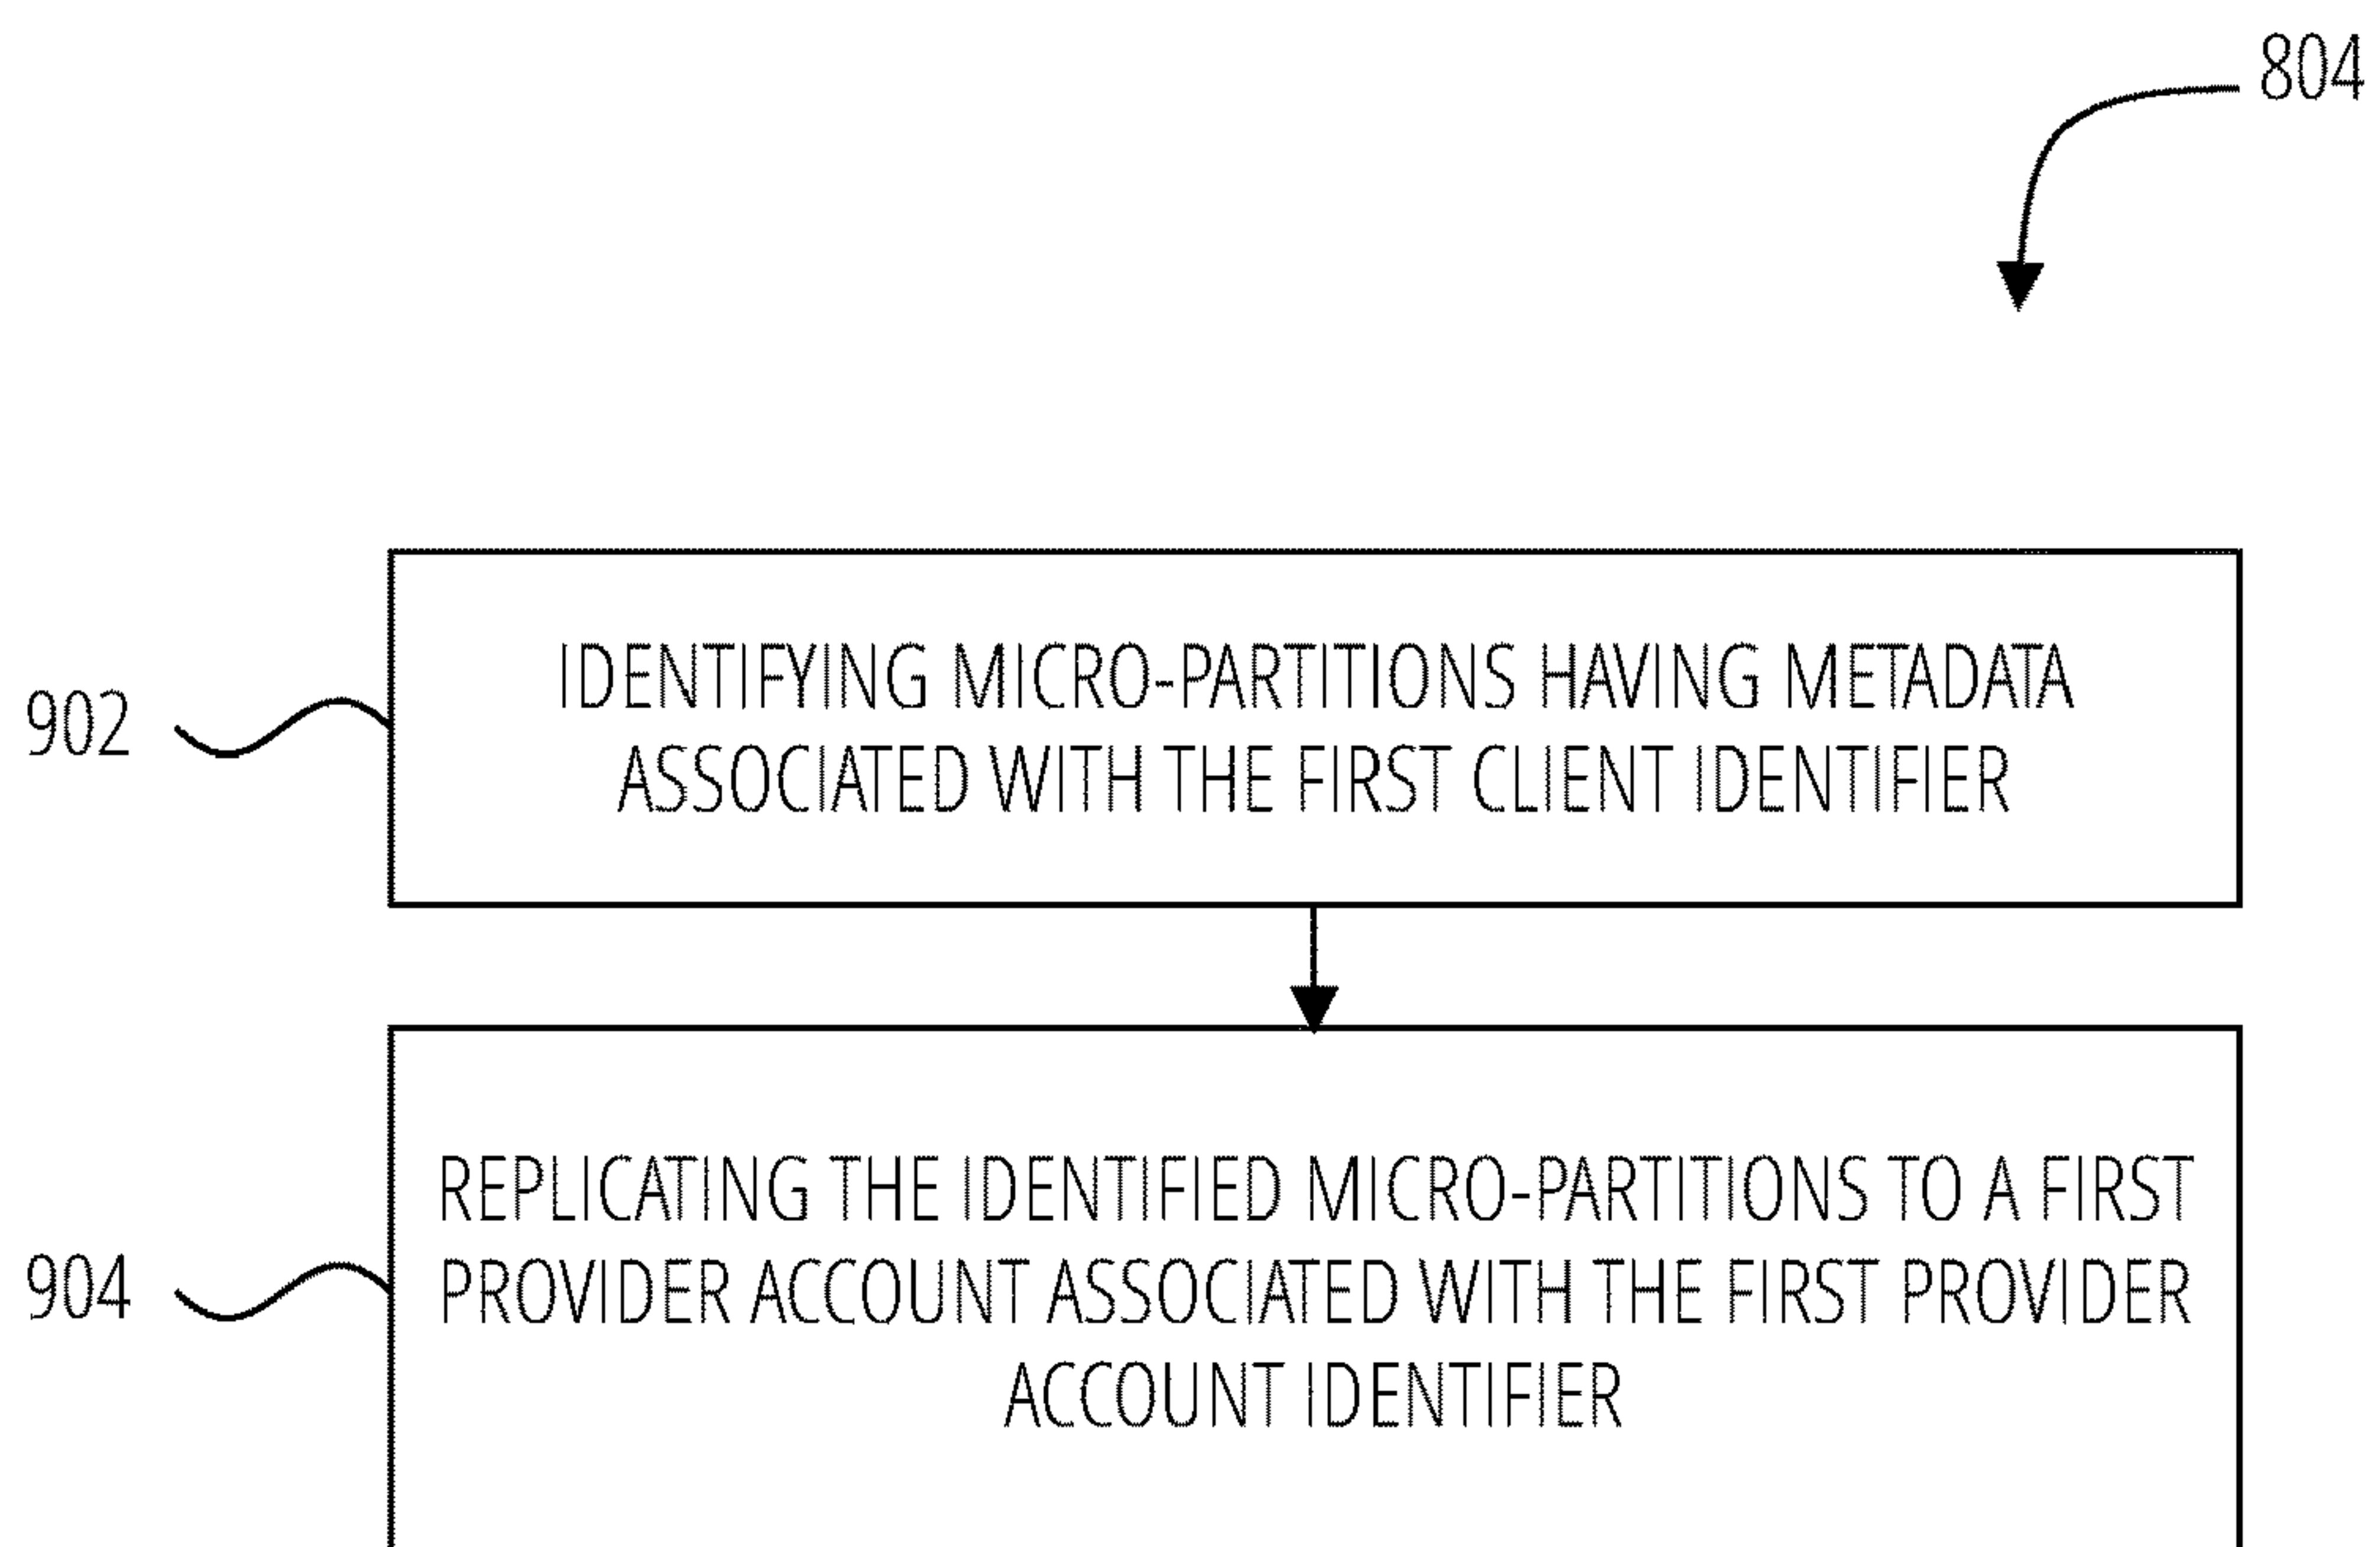 804
902
IDENTIFYING MICRO-PARTITIONS HAVING METADATA
ASSOCIATED WITH THE FIRST CLIENT IDENTIFIER
904
REPLICATING THE IDENTIFIED MICRO-PARTITIONS TO A FIRST
PROVIDER ACCOUNT ASSOCIATED WITH THE FIRST PROVIDER
ACCOUNT IDENTIFIER